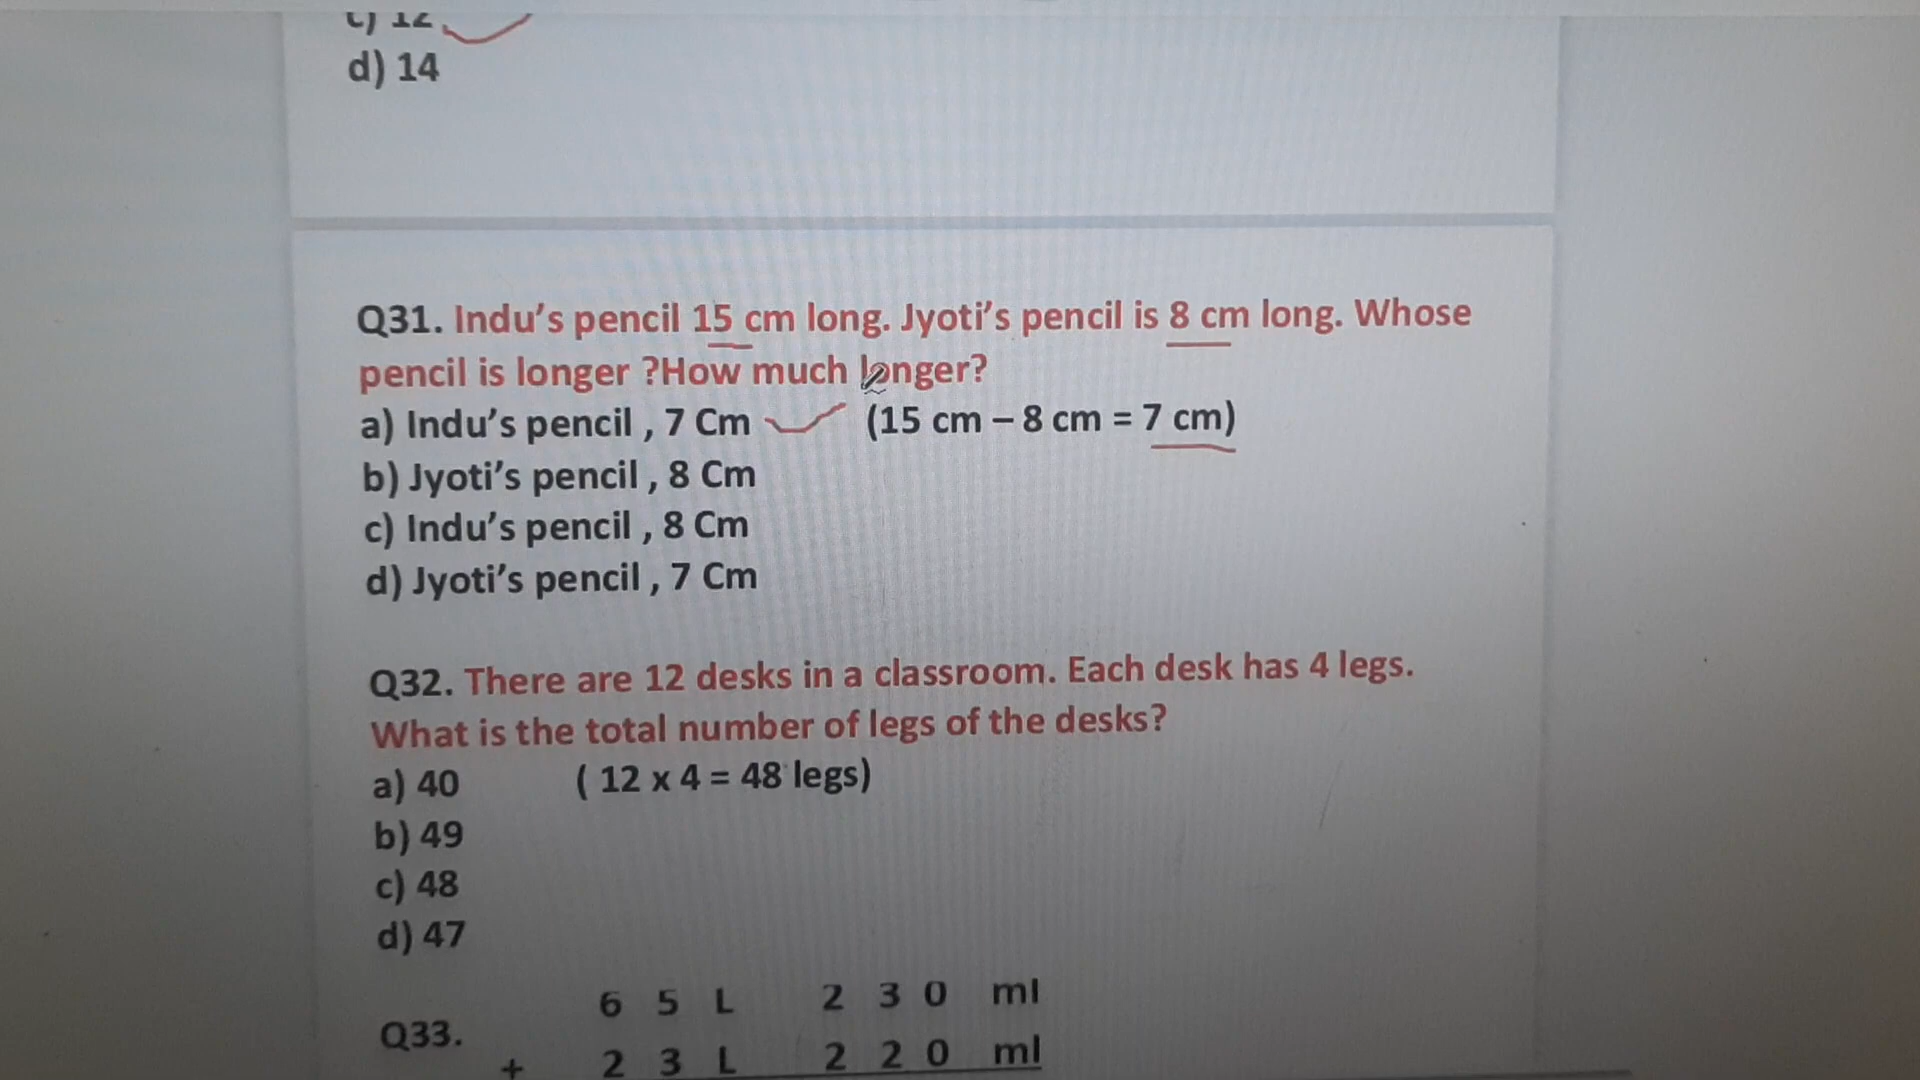 c) 12
d) 14
Q31. Indu's pencil 15 cm long. Jyoti's pencil is 8 cm long. Whose
pencil is longer ?How much longer?
a) Indu's pencil , 7 Cm (15 cm – 8 cm = 7 cm)
b) Jyoti's pencil , 8 Cm
c) Indu's pencil , 8 Cm
d) Jyoti's pencil , 7 Cm
Q32. There are 12 desks in a classroom. Each desk has 4 legs.
What is the total number of legs of the desks?
a) 40 ( 12 x 4 = 48 legs)
b) 49
c) 48
d) 47
6 5 L 2 3 0 ml
Q33.
+ 2 3 L 2 2 0 ml